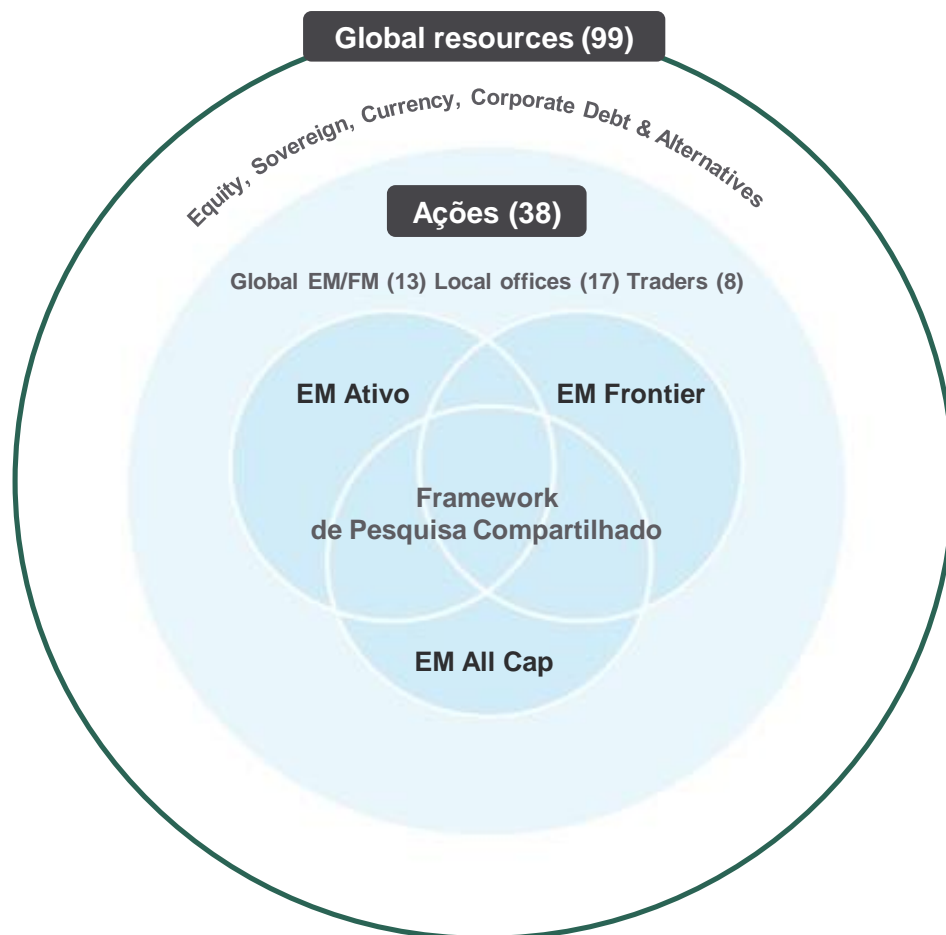 Global resources (99)
Equity, Sovereign, Currency, Corporate Debt & Alternatives
Ações (38)
Global EM/FM (13) Local offices (17) Traders (8)
EM Ativo
EM Frontier
Framework
de Pesquisa Compartilhado
EM All Cap